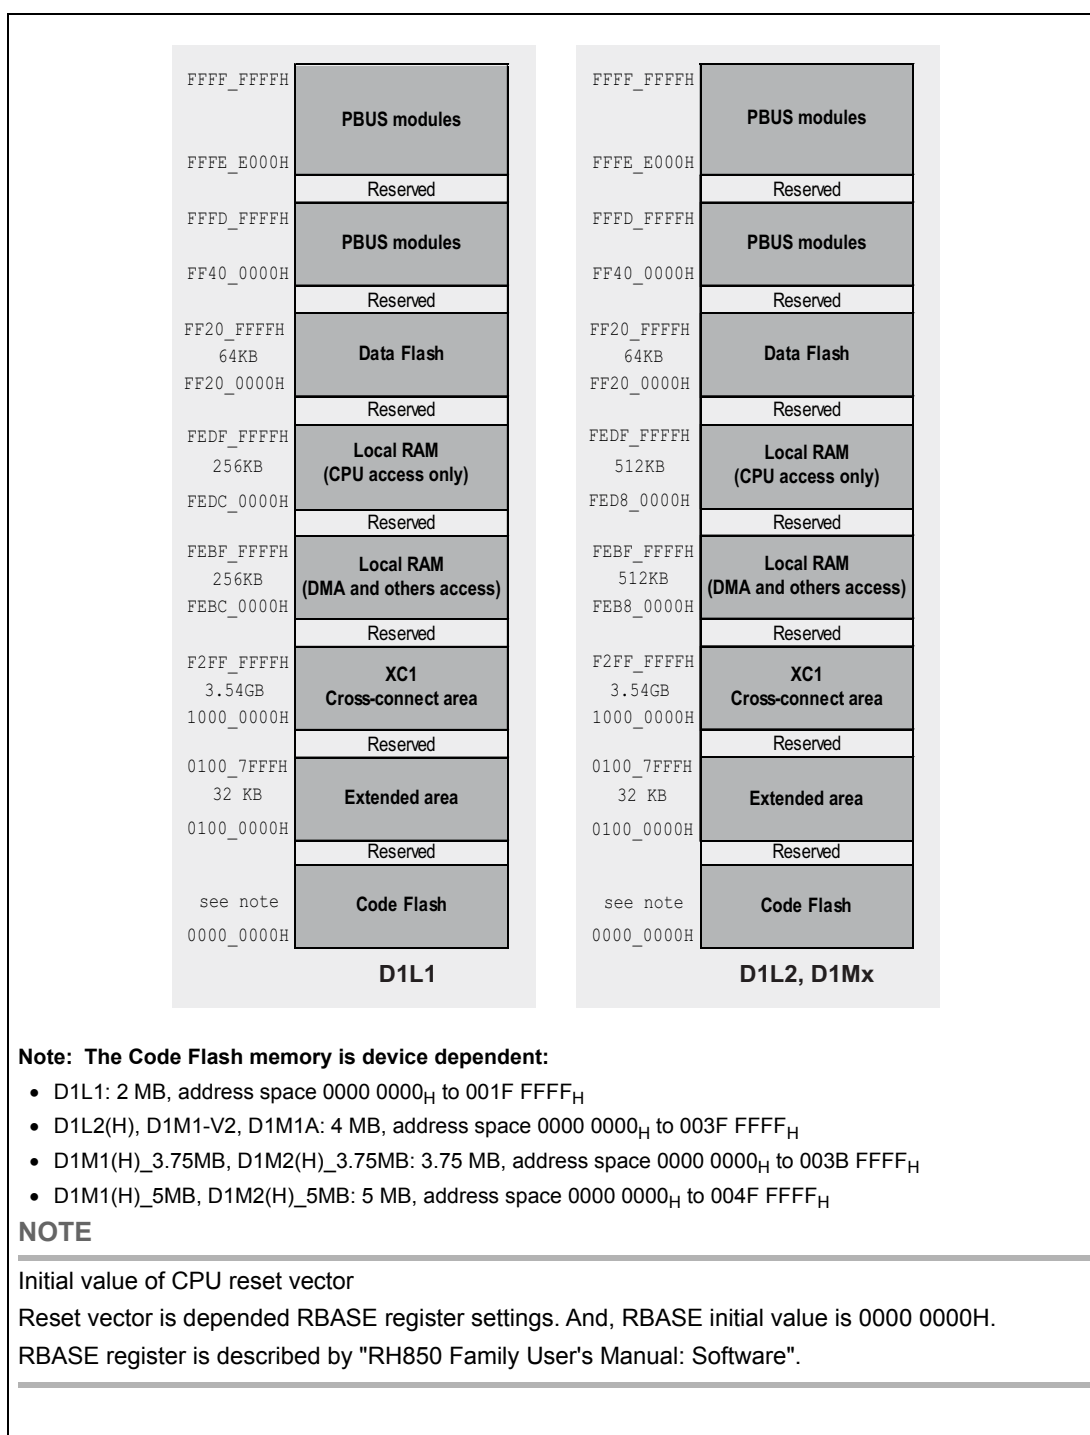 FFFF_FFFFH
PBUS modules
FFFE_E000H
Reserved
FFFD_FFFFH
PBUS modules
FF40_0000H
Reserved
FF20_FFFFH
64KB
Data Flash
FF20_0000H
Reserved
FEDF_FFFFH
Local RAM
256KB
(CPU access only)
FEDC_0000H
Reserved
FEBF_FFFFH
Local RAM
256KB
(DMA and others access)
FEBC_0000H
Reserved
F2FF_FFFFH
XC1
3.54GB
Cross-connect area
1000_0000H
Reserved
0100_7FFFH
32 KB
Extended area
0100_0000H
Reserved
see note
Code Flash
0000_0000H
D1L1
FFFF_FFFFH
PBUS modules
FFFE_E000H
Reserved
FFFD_FFFFH
PBUS modules
FF40_0000H
Reserved
FF20_FFFFH
64KB
Data Flash
FF20_0000H
Reserved
FEDF_FFFFH
Local RAM
512KB
(CPU access only)
FED8_0000H
Reserved
FEBF_FFFFH
Local RAM
512KB
(DMA and others access)
FEB8_0000H
Reserved
F2FF_FFFFH
XC1
3.54GB
Cross-connect area
1000_0000H
Reserved
0100_7FFFH
32 KB
Extended area
0100_0000H
Reserved
see note
Code Flash
0000_0000H
D1L2, D1Mx
Note: The Code Flash memory is device dependent:
• D1L1: 2 MB, address space 0000 0000H to 001F FFFFH
• D1L2(H), D1M1-V2, D1M1A: 4 MB, address space 0000 0000H to 003F FFFFH
• D1M1(H)_3.75MB, D1M2(H)_3.75MB: 3.75 MB, address space 0000 0000H to 003B FFFFH
• D1M1(H)_5MB, D1M2(H)_5MB: 5 MB, address space 0000 0000H to 004F FFFFH
NOTE
Initial value of CPU reset vector
Reset vector is depended RBASE register settings. And, RBASE initial value is 0000 0000H.
RBASE register is described by "RH850 Family User's Manual: Software".